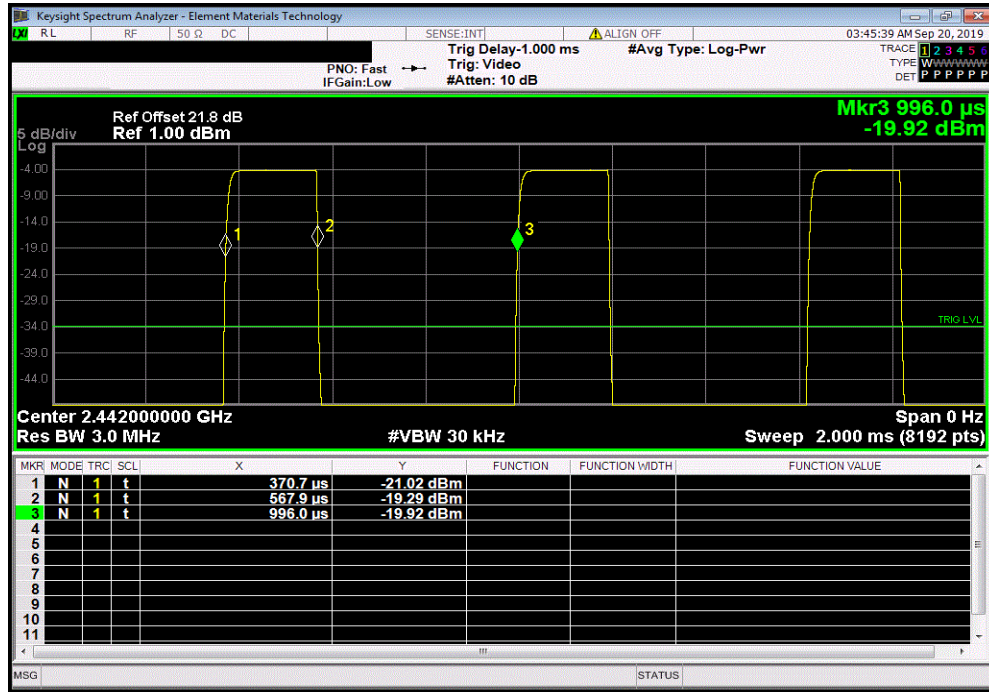 Keysight Spectrum Analyzer - Element Materials Technology
LXI RL RF 50 Ω DC SENSE:INT ALIGN OFF 03:45:39 AM Sep 20, 2019
Trig Delay-1.000 ms #Avg Type: Log-Pwr TRACE 1 2 3 4 5 6
PNO: Fast Trig: Video TYPE WWWWWW
IFGain:Low #Atten: 10 dB DET P P P P P P
Mkr3 996.0 µs
-19.92 dBm
Ref Offset 21.8 dB
5 dB/div Ref 1.00 dBm
Log
-4.00
-9.00
-14.0
-19.0
-24.0
-29.0
-34.0
-39.0
-44.0
1
2
3
TRIG LVL
Center 2.442000000 GHz Span 0 Hz
Res BW 3.0 MHz #VBW 30 kHz Sweep 2.000 ms (8192 pts)
MKR MODE TRC SCL X Y FUNCTION FUNCTION WIDTH FUNCTION VALUE
1 N 1 t 370.7 µs -21.02 dBm
2 N 1 t 567.9 µs -19.29 dBm
3 N 1 t 996.0 µs -19.92 dBm
4
5
6
7
8
9
10
11
MSG STATUS